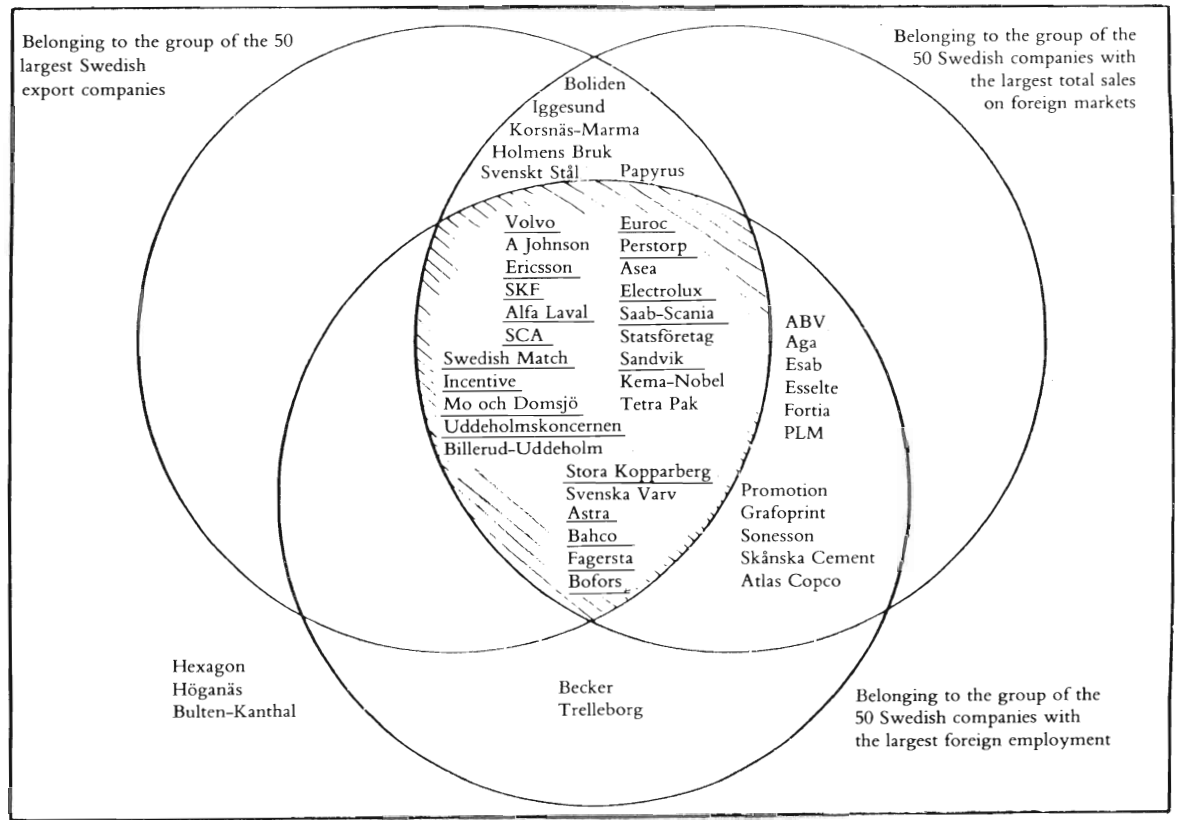 Belonging to the group of the 50
largest Swedish
export companies
Belonging to the group of the
50 Swedish companies with
the largest total sales
on foreign markets
Boliden
Iggesund
Korsnäs-Marma
Holmens Bruk
Svenskt Stål Papyrus
Volvo
A Johnson
Ericsson
SKF
Alfa Laval
SCA
Swedish Match
Incentive
Mo och Domsjö
Uddeholmskoncernen
Billerud-Uddeholm
Euroc
Perstorp
Asea
Electrolux
Saab-Scania
Statsföretag
Sandvik
Kema-Nobel
Tetra Pak
Stora Kopparberg
Svenska Varv
Astra
Bahco
Fagersta
Bofors
ABV
Aga
Esab
Esselte
Fortia
PLM
Promotion
Grafoprint
Sonesson
Skånska Cement
Atlas Copco
Hexagon
Höganäs
Bulten-Kanthal
Becker
Trelleborg
Belonging to the group of the
50 Swedish companies with
the largest foreign employment